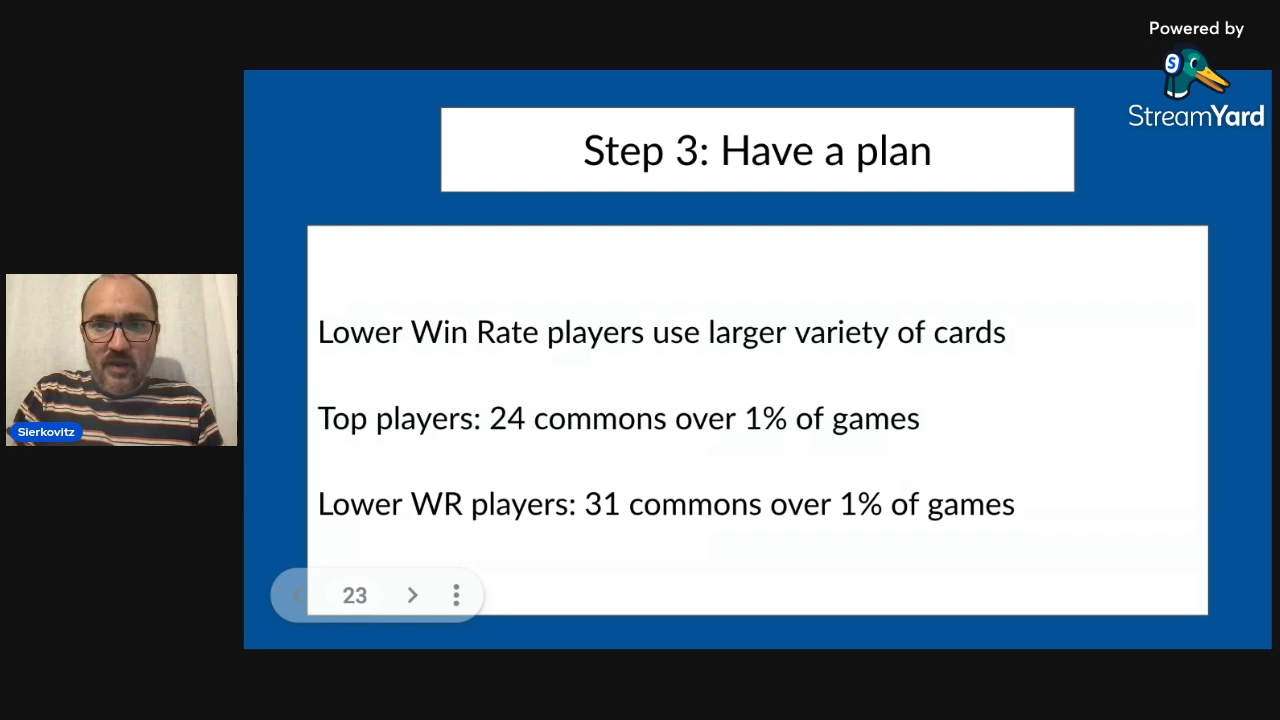 Powered by
S
StreamYard
Step 3: Have a plan
Lower Win Rate players use larger variety of cards
Top players: 24 commons over 1% of games
Lower WR players: 31 commons over 1% of games
Sierkovitz
23